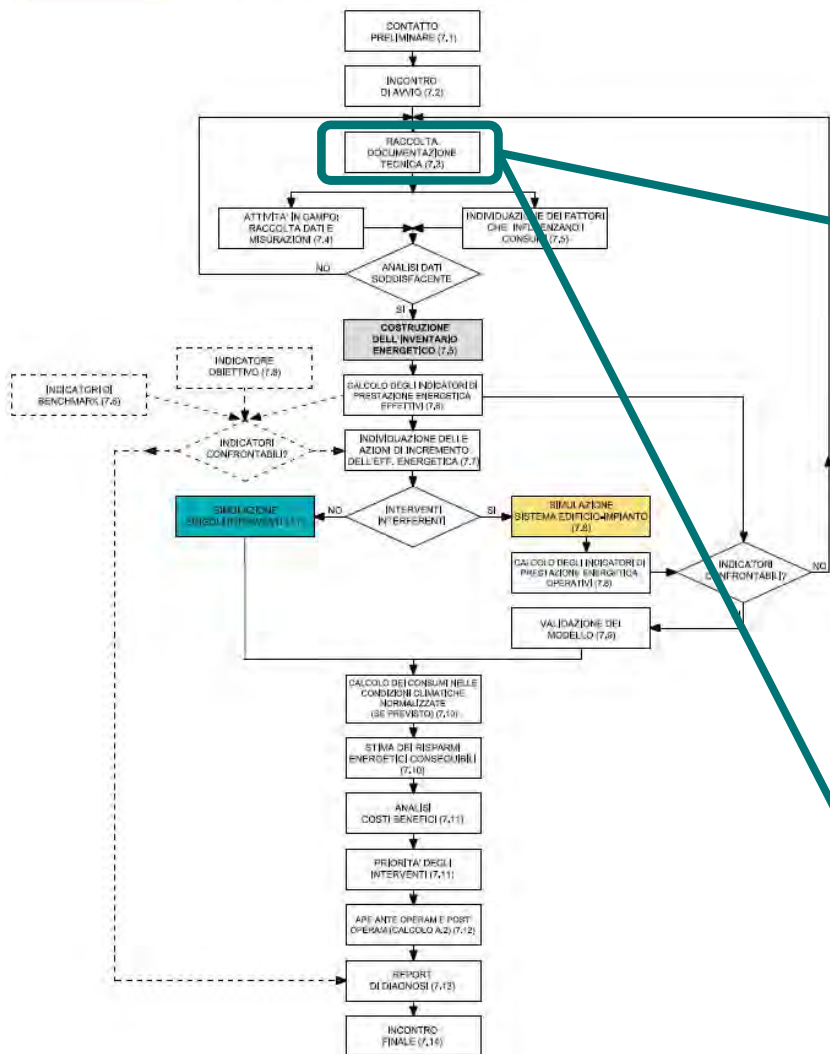 CONTATTO
PRELIMINARE (7.1)
INCONTRO
DI AVVIO (7.2)
RACCOLTA
DOCUMENTAZIONE
TECNICA (7.3)
ATTIVITA' IN CAMPO:
RACCOLTA DATI E
MISURAZIONI (7.4)
INDIVIDUAZIONE DEI FATTORI
CHE INFLUENZANO I
CONSUMI (7.5)
NO
ANALISI DATI
SODDISFACENTE
SI
COSTRUZIONE
DELL'INVENTARIO
ENERGETICO (7.5)
INDICATORE
OBIETTIVO (7.8)
INDICATORI DI
BENCHMARK (7.6)
CALCOLO DEGLI INDICATORI DI
PRESTAZIONE ENERGETICA
EFFETTIVI (7.6)
INDICATORI
CONFRONTABILI?
INDIVIDUAZIONE DELLE
AZIONI DI INCREMENTO
DELL'EFF. ENERGETICA (7.7)
SIMULAZIONE
SINGOLI INTERVENTI
NO
INTERVENTI
INTERFERENTI
SI
SIMULAZIONE
SISTEMA EDIFICIO-IMPIANTO
(7.8)
CALCOLO DEGLI INDICATORI DI
PRESTAZIONE ENERGETICA
OPERATIVI (7.8)
INDICATORI
CONFRONTABILI?
NO
VALIDAZIONE DEL
MODELLO (7.9)
CALCOLO DEI CONSUMI NELLE
CONDIZIONI CLIMATICHE
NORMALIZZATE
(SE PREVISTO) (7.10)
STIMA DEI RISPARMI
ENERGETICI CONSEGUIBILI
(7.10)
ANALISI
COSTI BENEFICI (7.11)
PRIORITA' DEGLI
INTERVENTI (7.11)
APE ANTE OPERAM E POST
OPERAM (CALCOLO A.2) (7.12)
REPORT
DI DIAGNOSI (7.13)
INCONTRO
FINALE (7.14)